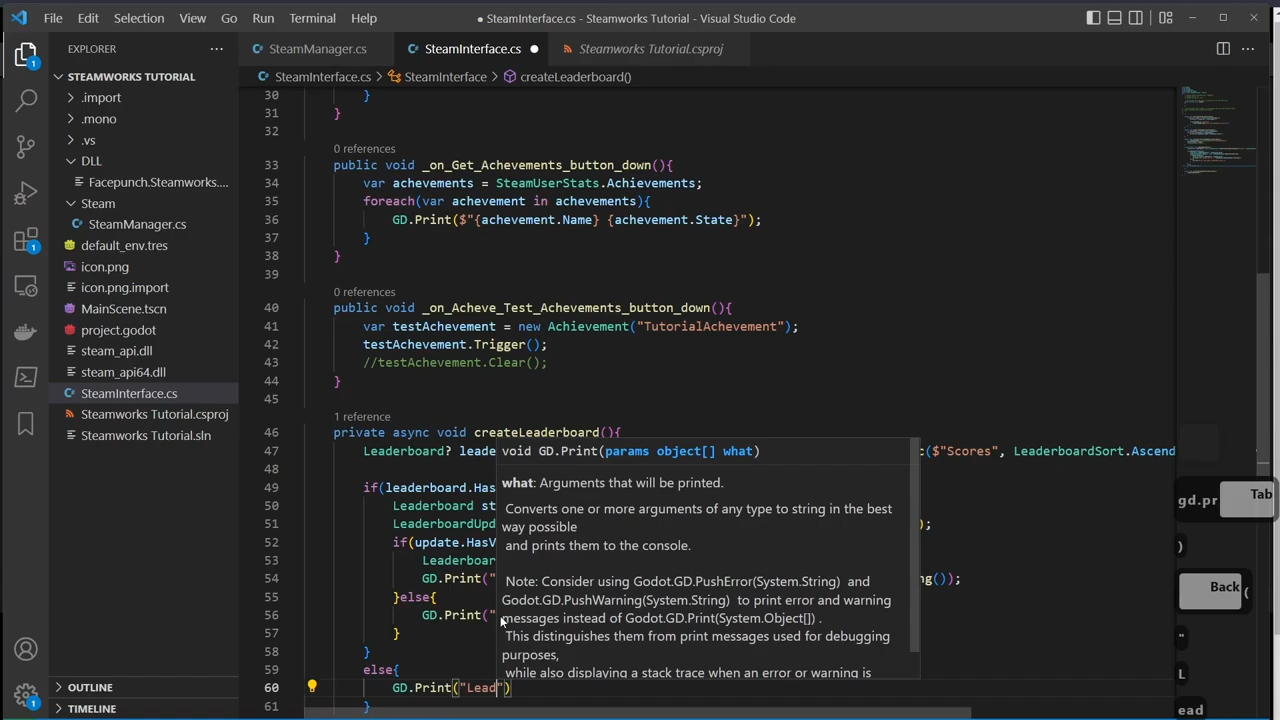 File Edit Selection View Go Run Terminal Help
● SteamInterface.cs - Steamworks Tutorial - Visual Studio Code
EXPLORER
SteamManager.cs
SteamInterface.cs
Steamworks Tutorial.csproj
STEAMWORKS TUTORIAL
SteamInterface.cs > SteamInterface > createLeaderboard()
.import
.mono
.vs
DLL
Facepunch.Steamworks....
Steam
SteamManager.cs
default_env.tres
icon.png
icon.png.import
MainScene.tscn
project.godot
steam_api.dll
steam_api64.dll
SteamInterface.cs
Steamworks Tutorial.csproj
Steamworks Tutorial.sln
OUTLINE
TIMELINE
1
1
1
30 }
31 }
32
0 references
33 public void _on_Get_Achevements_button_down(){
34 var achevements = SteamUserStats.Achievements;
35 foreach(var achevement in achevements){
36 GD.Print($"{achevement.Name} {achevement.State}");
37 }
38 }
39
0 references
40 public void _on_Acheve_Test_Achevements_button_down(){
41 var testAchevement = new Achievement("TutorialAchevement");
42 testAchevement.Trigger();
43 //testAchevement.Clear();
44 }
45
1 reference
46 private async void createLeaderboard(){
47 Leaderboard? leade c($"Scores", LeaderboardSort.Ascend
48
49 if(leaderboard.Has
50 Leaderboard st
51 LeaderboardUpd );
52 if(update.HasV
53 Leaderboar
54 GD.Print(" ng());
55 }else{
56 GD.Print("
57 }
58 }
59 else{
60 GD.Print("Lead")
61 }
void GD.Print(params object[] what)
what: Arguments that will be printed.
Converts one or more arguments of any type to string in the best
way possible
and prints them to the console.
Note: Consider using Godot.GD.PushError(System.String) and
Godot.GD.PushWarning(System.String) to print error and warning
messages instead of Godot.GD.Print(System.Object[]) .
This distinguishes them from print messages used for debugging
purposes,
while also displaying a stack trace when an error or warning is
gd.pr Tab
)
Back (
"
L
ead